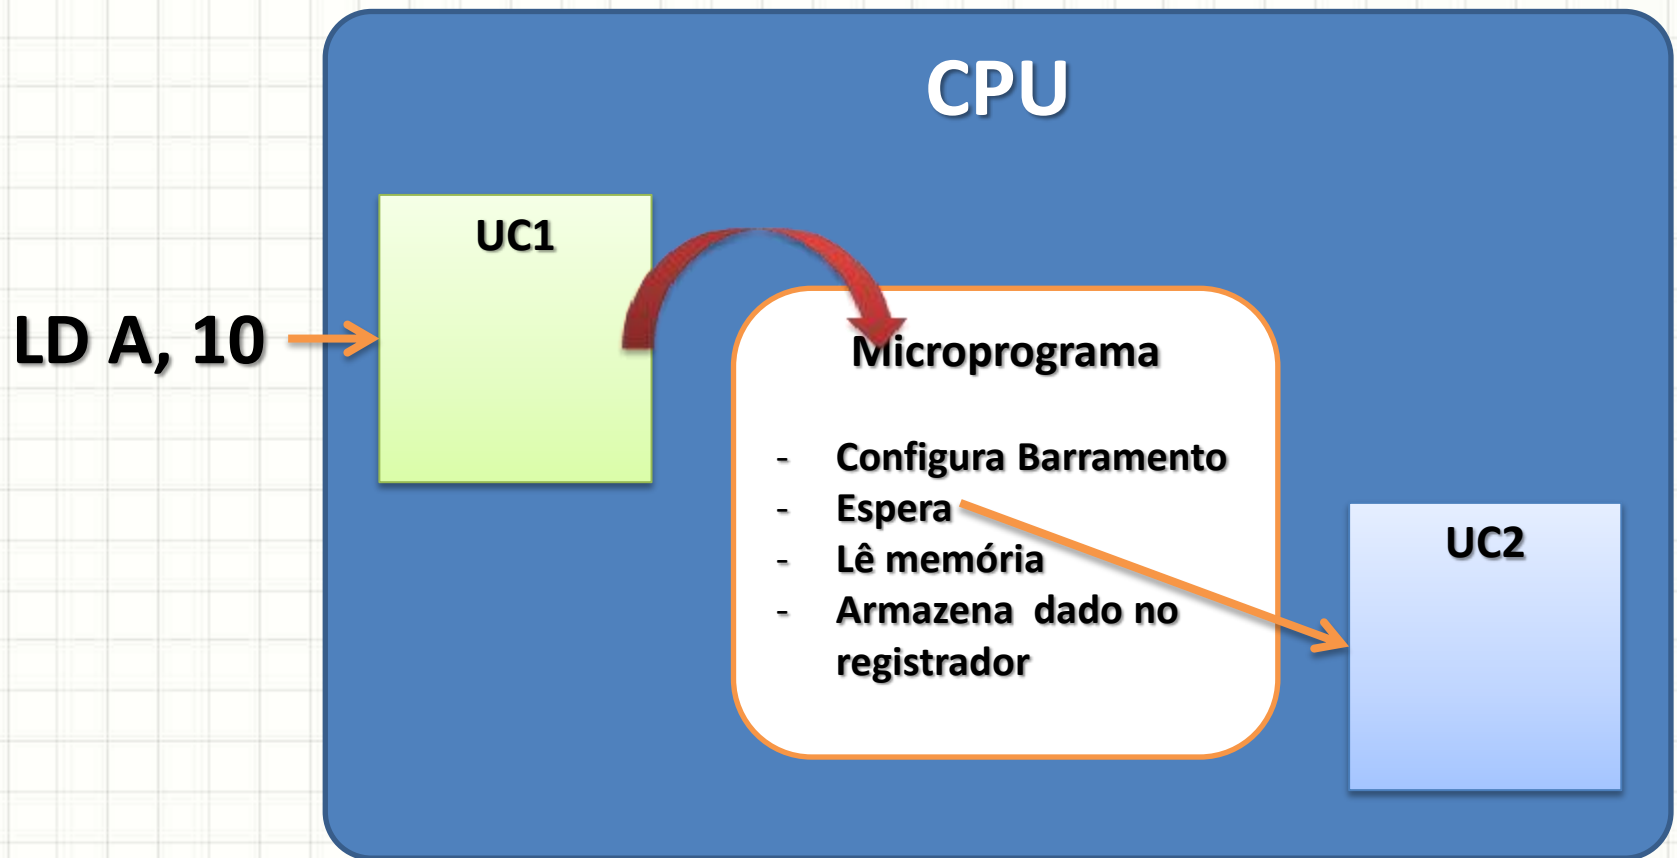 CPU
UC1
LD A, 10
Microprograma
- Configura Barramento
- Espera
- Lê memória
- Armazena dado no
registrador
UC2